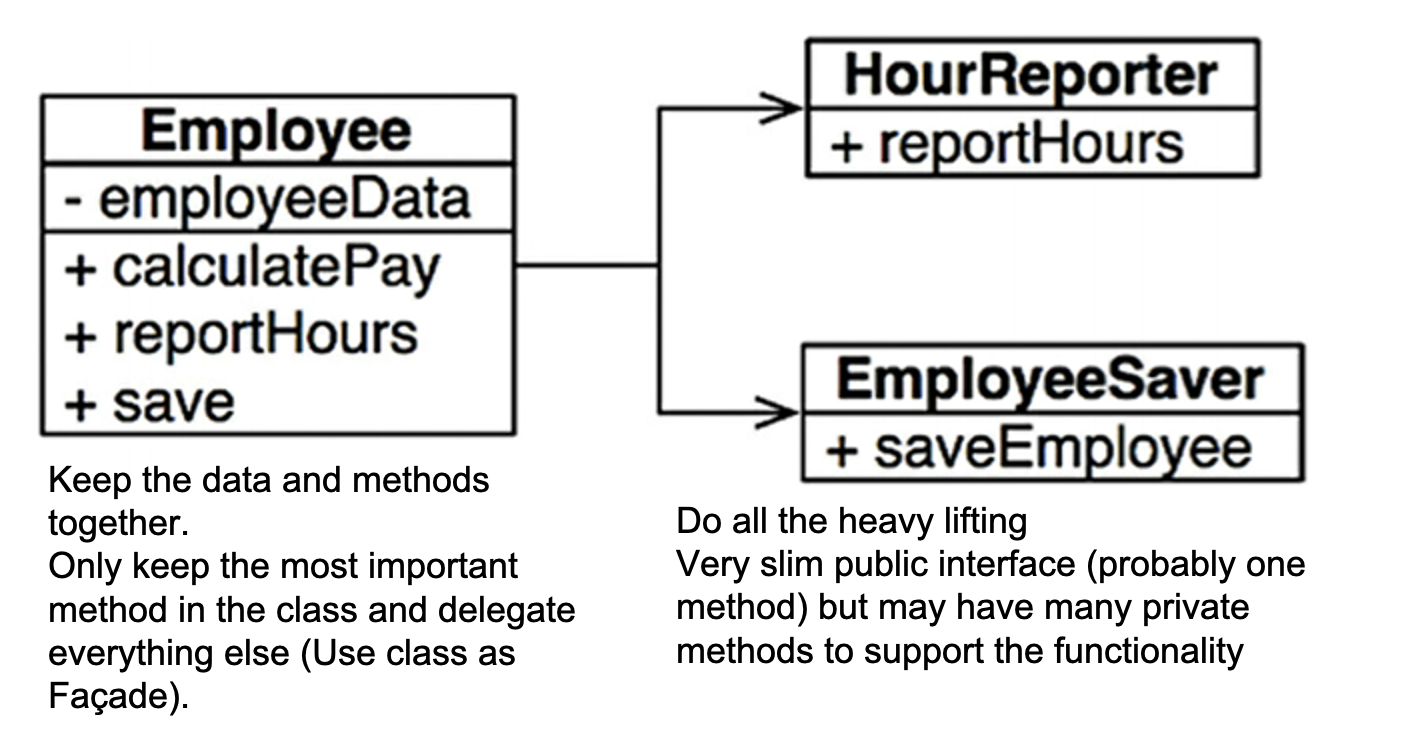 Employee
- employeeData
+ calculatePay
+ reportHours
+ save
Keep the data and methods
together.
Only keep the most important
method in the class and delegate
everything else (Use class as
Façade).
HourReporter
+ reportHours
EmployeeSaver
+ saveEmployee
Do all the heavy lifting
Very slim public interface (probably one
method) but may have many private
methods to support the functionality